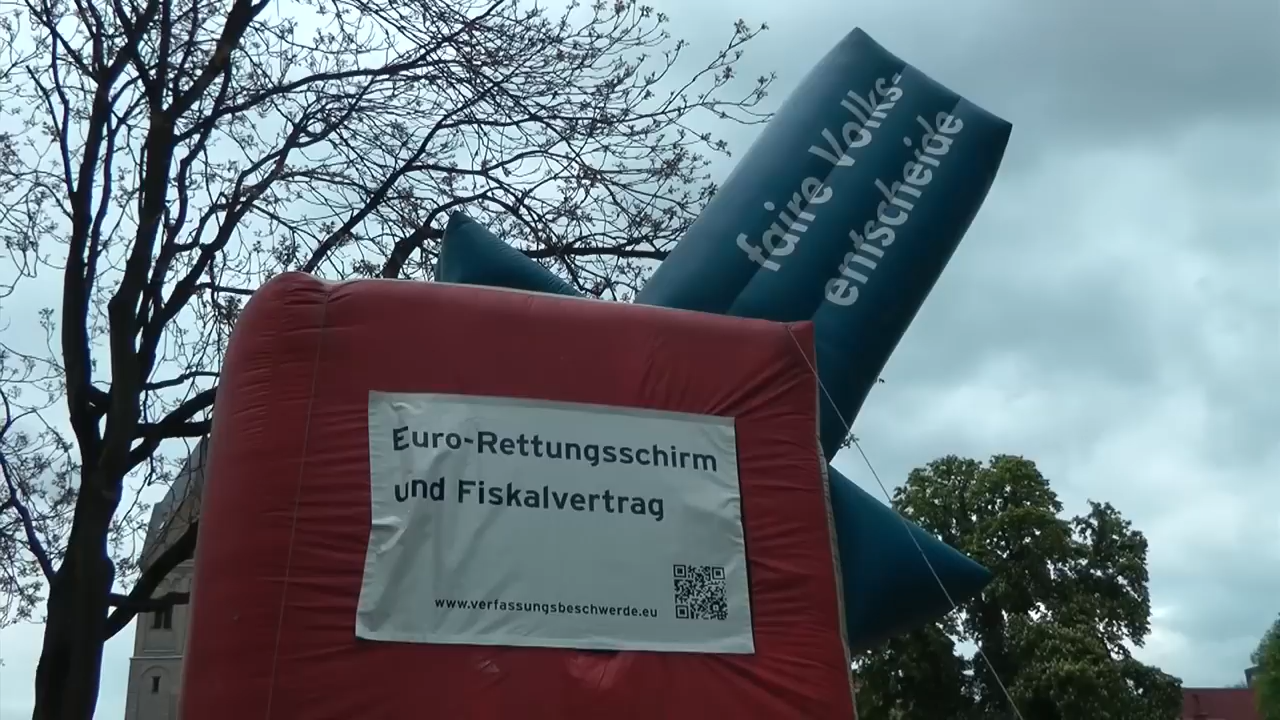 faire Volks-
entscheide
Euro-Rettungsschirm
und Fiskalvertrag
www.verfassungsbeschwerde.eu